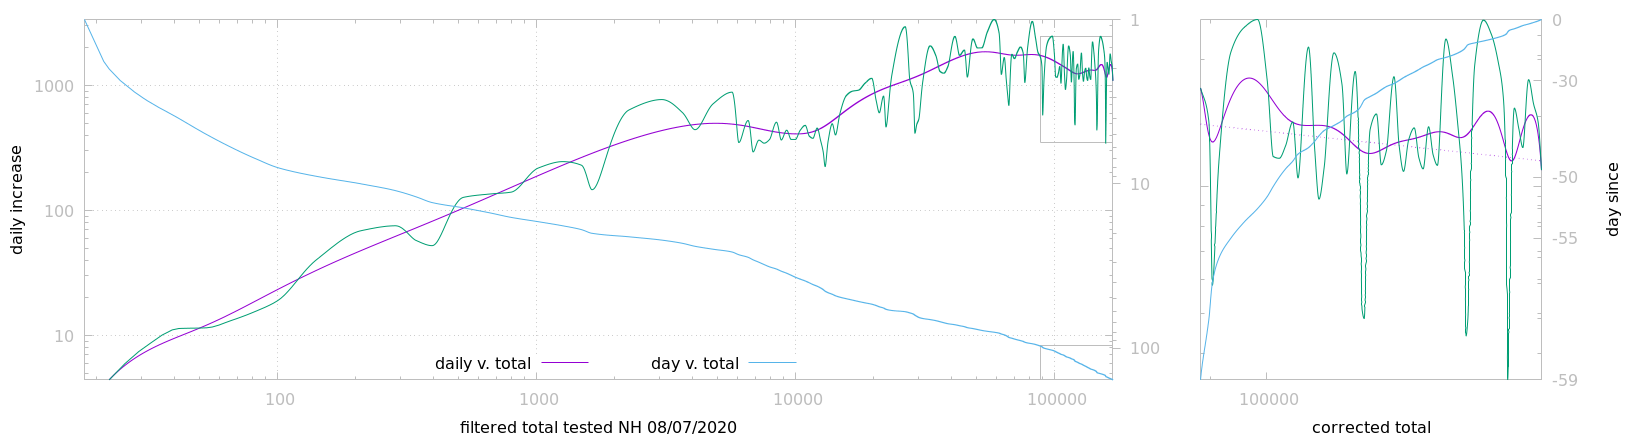 1
0
1000
-30
daily increase
10
-50
day since
100
-55
10
daily v. total
day v. total
100
-59
100
1000
10000
100000
100000
filtered total tested NH 08/07/2020
corrected total